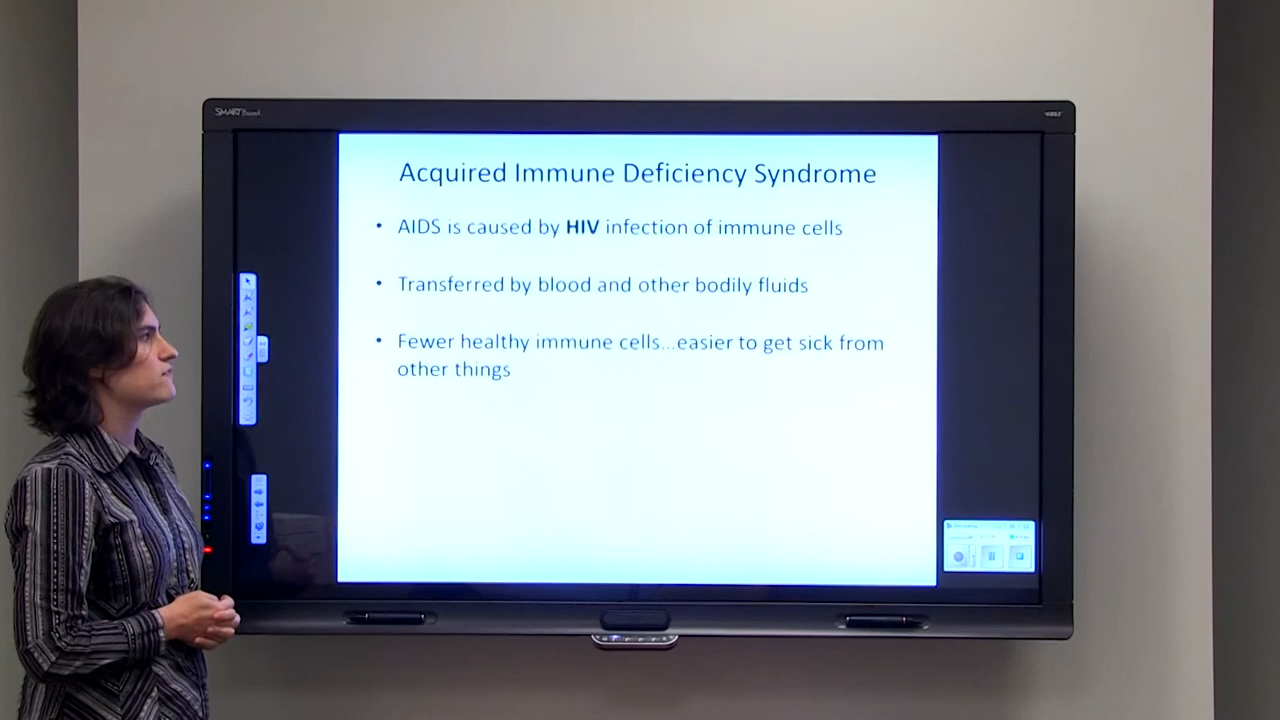 SMART Board
Acquired Immune Deficiency Syndrome
• AIDS is caused by HIV infection of immune cells
• Transferred by blood and other bodily fluids
• Fewer healthy immune cells...easier to get sick from
other things